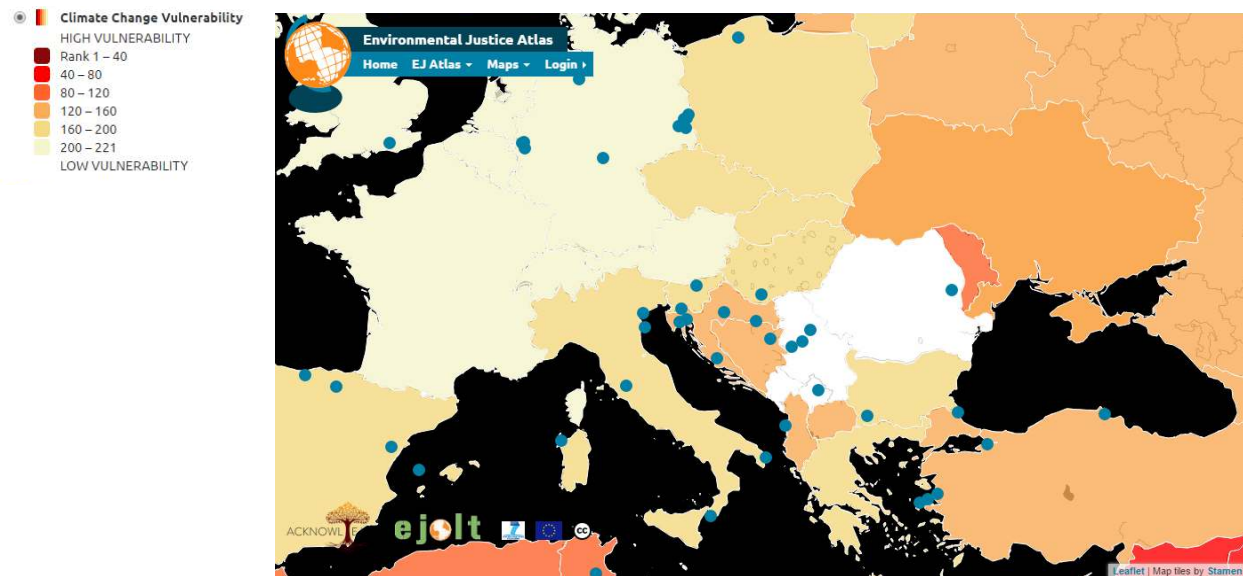 Climate Change Vulnerability
HIGH VULNERABILITY
Rank 1 – 40
40 – 80
80 – 120
120 – 160
160 – 200
200 – 221
LOW VULNERABILITY
Environmental Justice Atlas
Home EJ Atlas Maps Login
ejolt
cc
Leaflet | Map tiles by Stamen